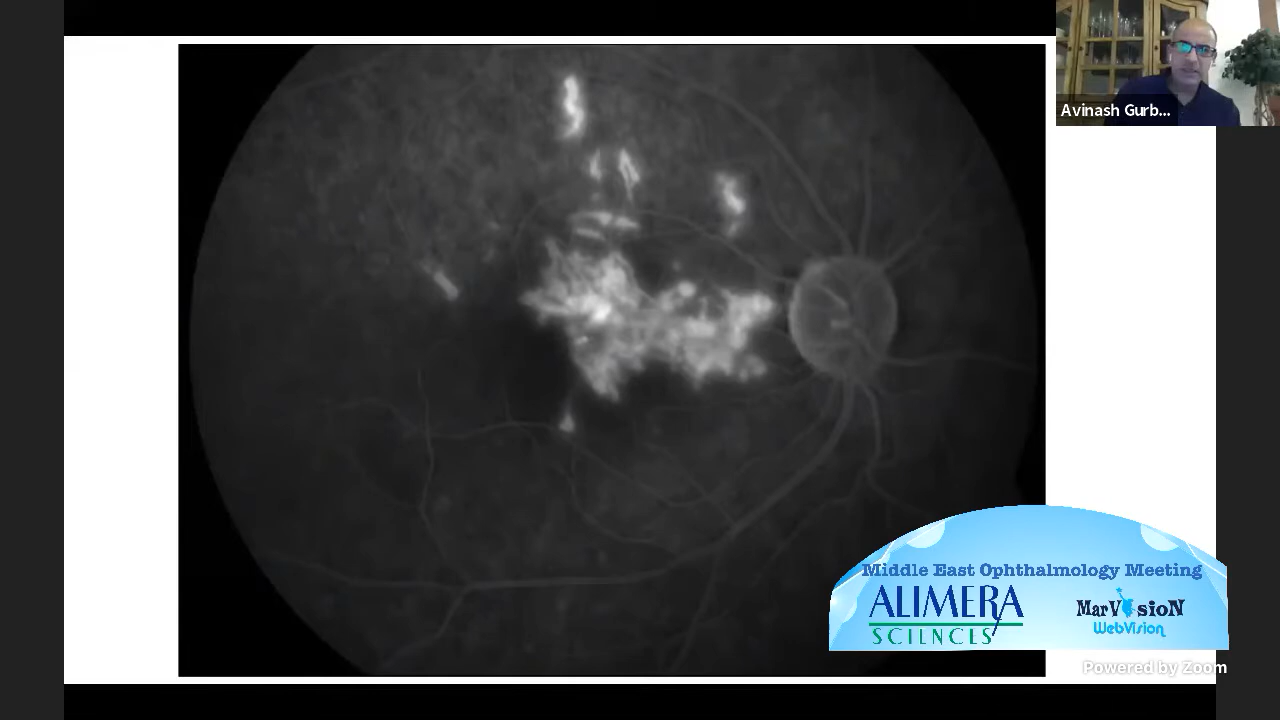 Avinash Gurb...
Middle East Ophthalmology Meeting
ALIMERA
SCIENCES
MarVisioN
WebVision
Powered by Zoom